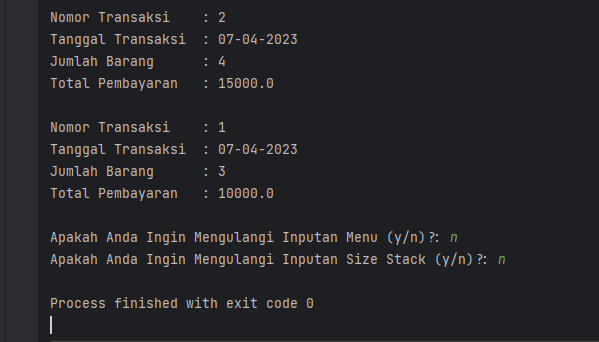 Nomor Transaksi    : 2
Tanggal Transaksi  : 07-04-2023
Jumlah Barang      : 4
Total Pembayaran   : 15000.0
Nomor Transaksi    : 1
Tanggal Transaksi  : 07-04-2023
Jumlah Barang      : 3
Total Pembayaran   : 10000.0
Apakah Anda Ingin Mengulangi Inputan Menu (y/n)?: n
Apakah Anda Ingin Mengulangi Inputan Size Stack (y/n)?: n
Process finished with exit code 0